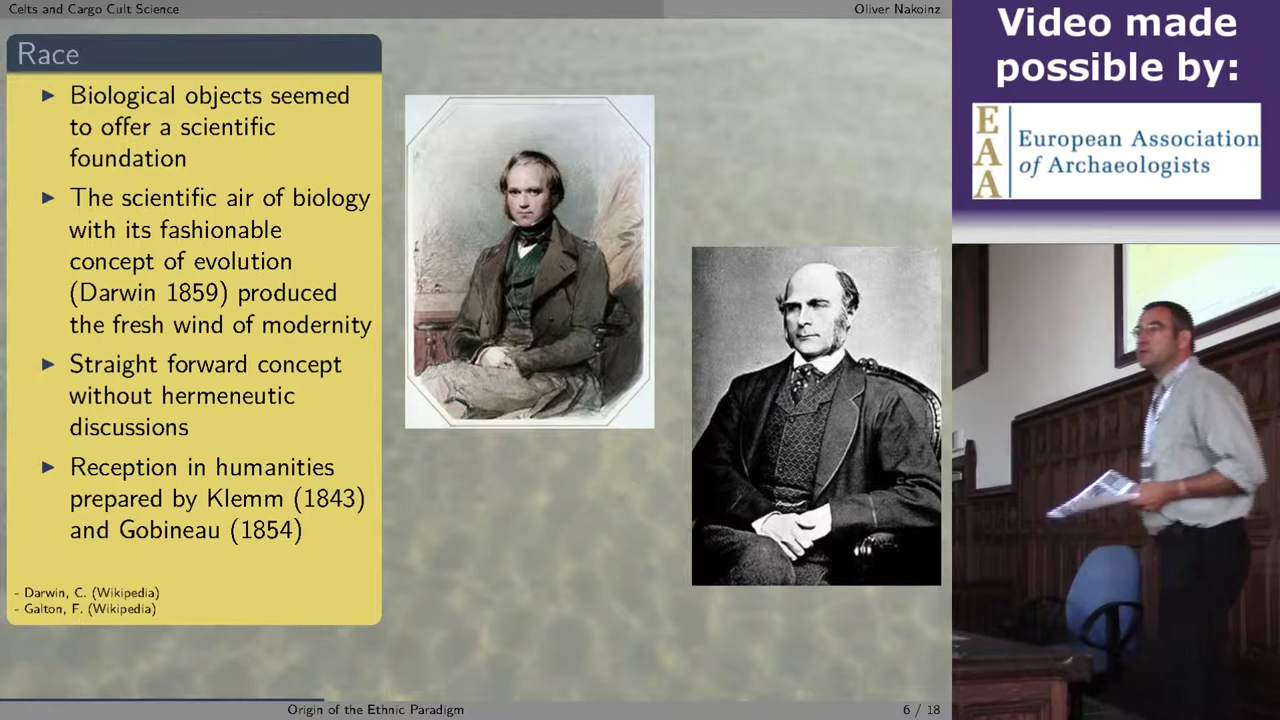 Celts and Cargo Cult Science
Oliver Nakoinz
Race
► Biological objects seemed
to offer a scientific
foundation
► The scientific air of biology
with its fashionable
concept of evolution
(Darwin 1859) produced
the fresh wind of modernity
► Straight forward concept
without hermeneutic
discussions
► Reception in humanities
prepared by Klemm (1843)
and Gobineau (1854)
- Darwin, C. (Wikipedia)
- Galton, F. (Wikipedia)
Origin of the Ethnic Paradigm
6 / 18
Video made
possible by:
EAA
European Association
of Archaeologists